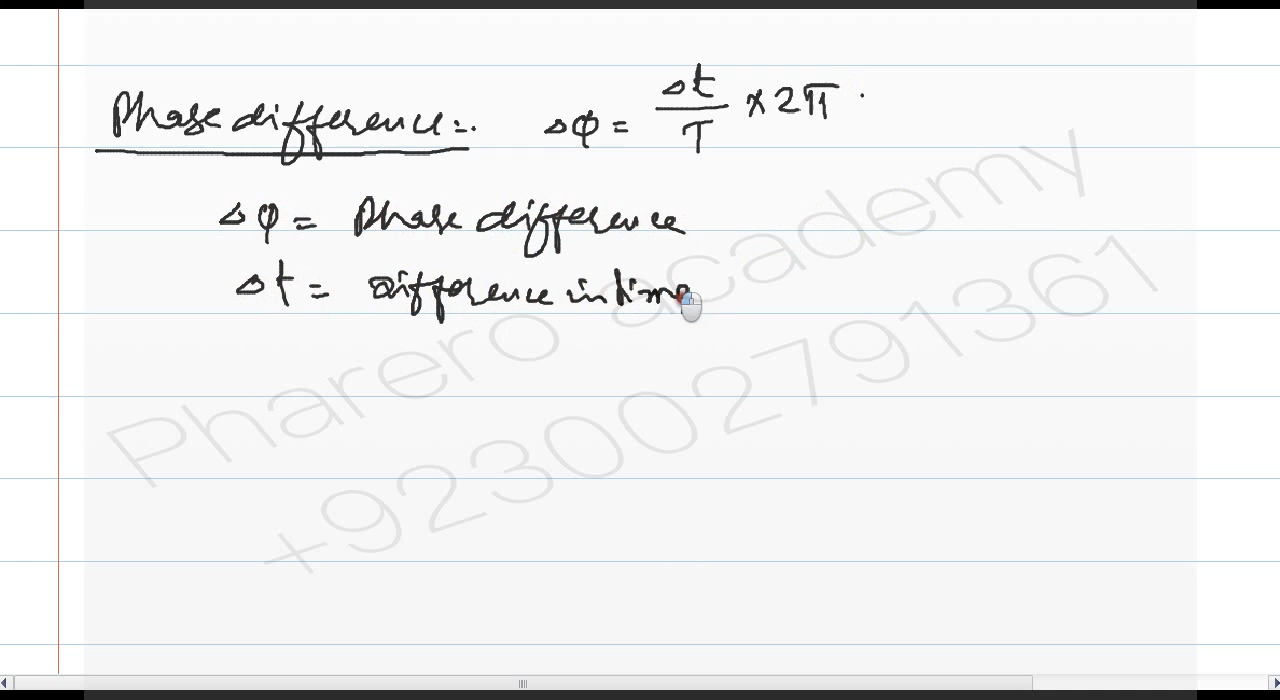 Phase difference:. Δφ = Δt/T × 2π.
Δφ = Phase difference
Δt = Difference in time
Pharero academy
+923002791361